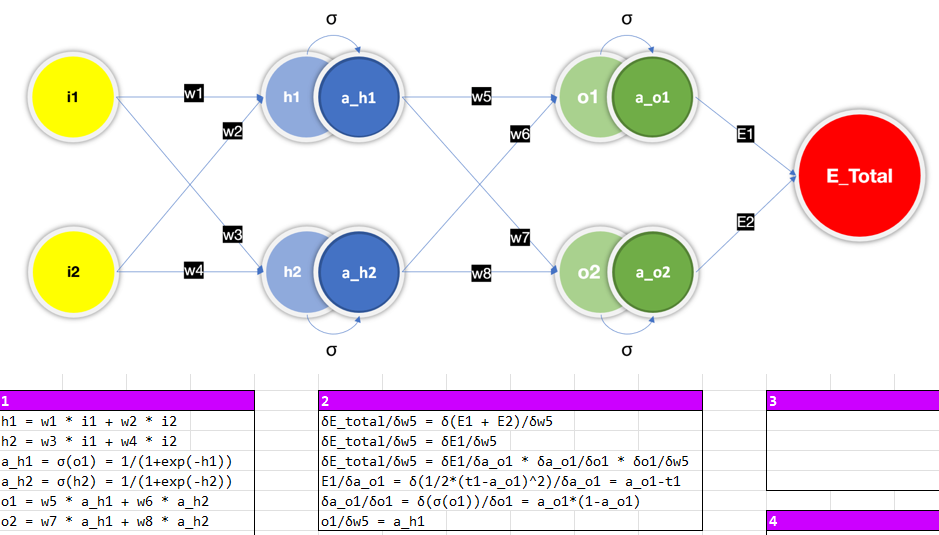 σ σ
i1 w1 h1 a_h1 w5 o1 a_o1
w2 w6 E1
E_Total
w3 w7 E2
i2 w4 h2 a_h2 w8 o2 a_o2
σ σ
1
h1 = w1 * i1 + w2 * i2
h2 = w3 * i1 + w4 * i2
a_h1 = σ(o1) = 1/(1+exp(-h1))
a_h2 = σ(h2) = 1/(1+exp(-h2))
o1 = w5 * a_h1 + w6 * a_h2
o2 = w7 * a_h1 + w8 * a_h2
2
δE_total/δw5 = δ(E1 + E2)/δw5
δE_total/δw5 = δE1/δw5
δE_total/δw5 = δE1/δa_o1 * δa_o1/δo1 * δo1/δw5
E1/δa_o1 = δ(1/2*(t1-a_o1)^2)/δa_o1 = a_o1-t1
δa_o1/δo1 = δ(σ(o1))/δo1 = a_o1*(1-a_o1)
o1/δw5 = a_h1
3
4